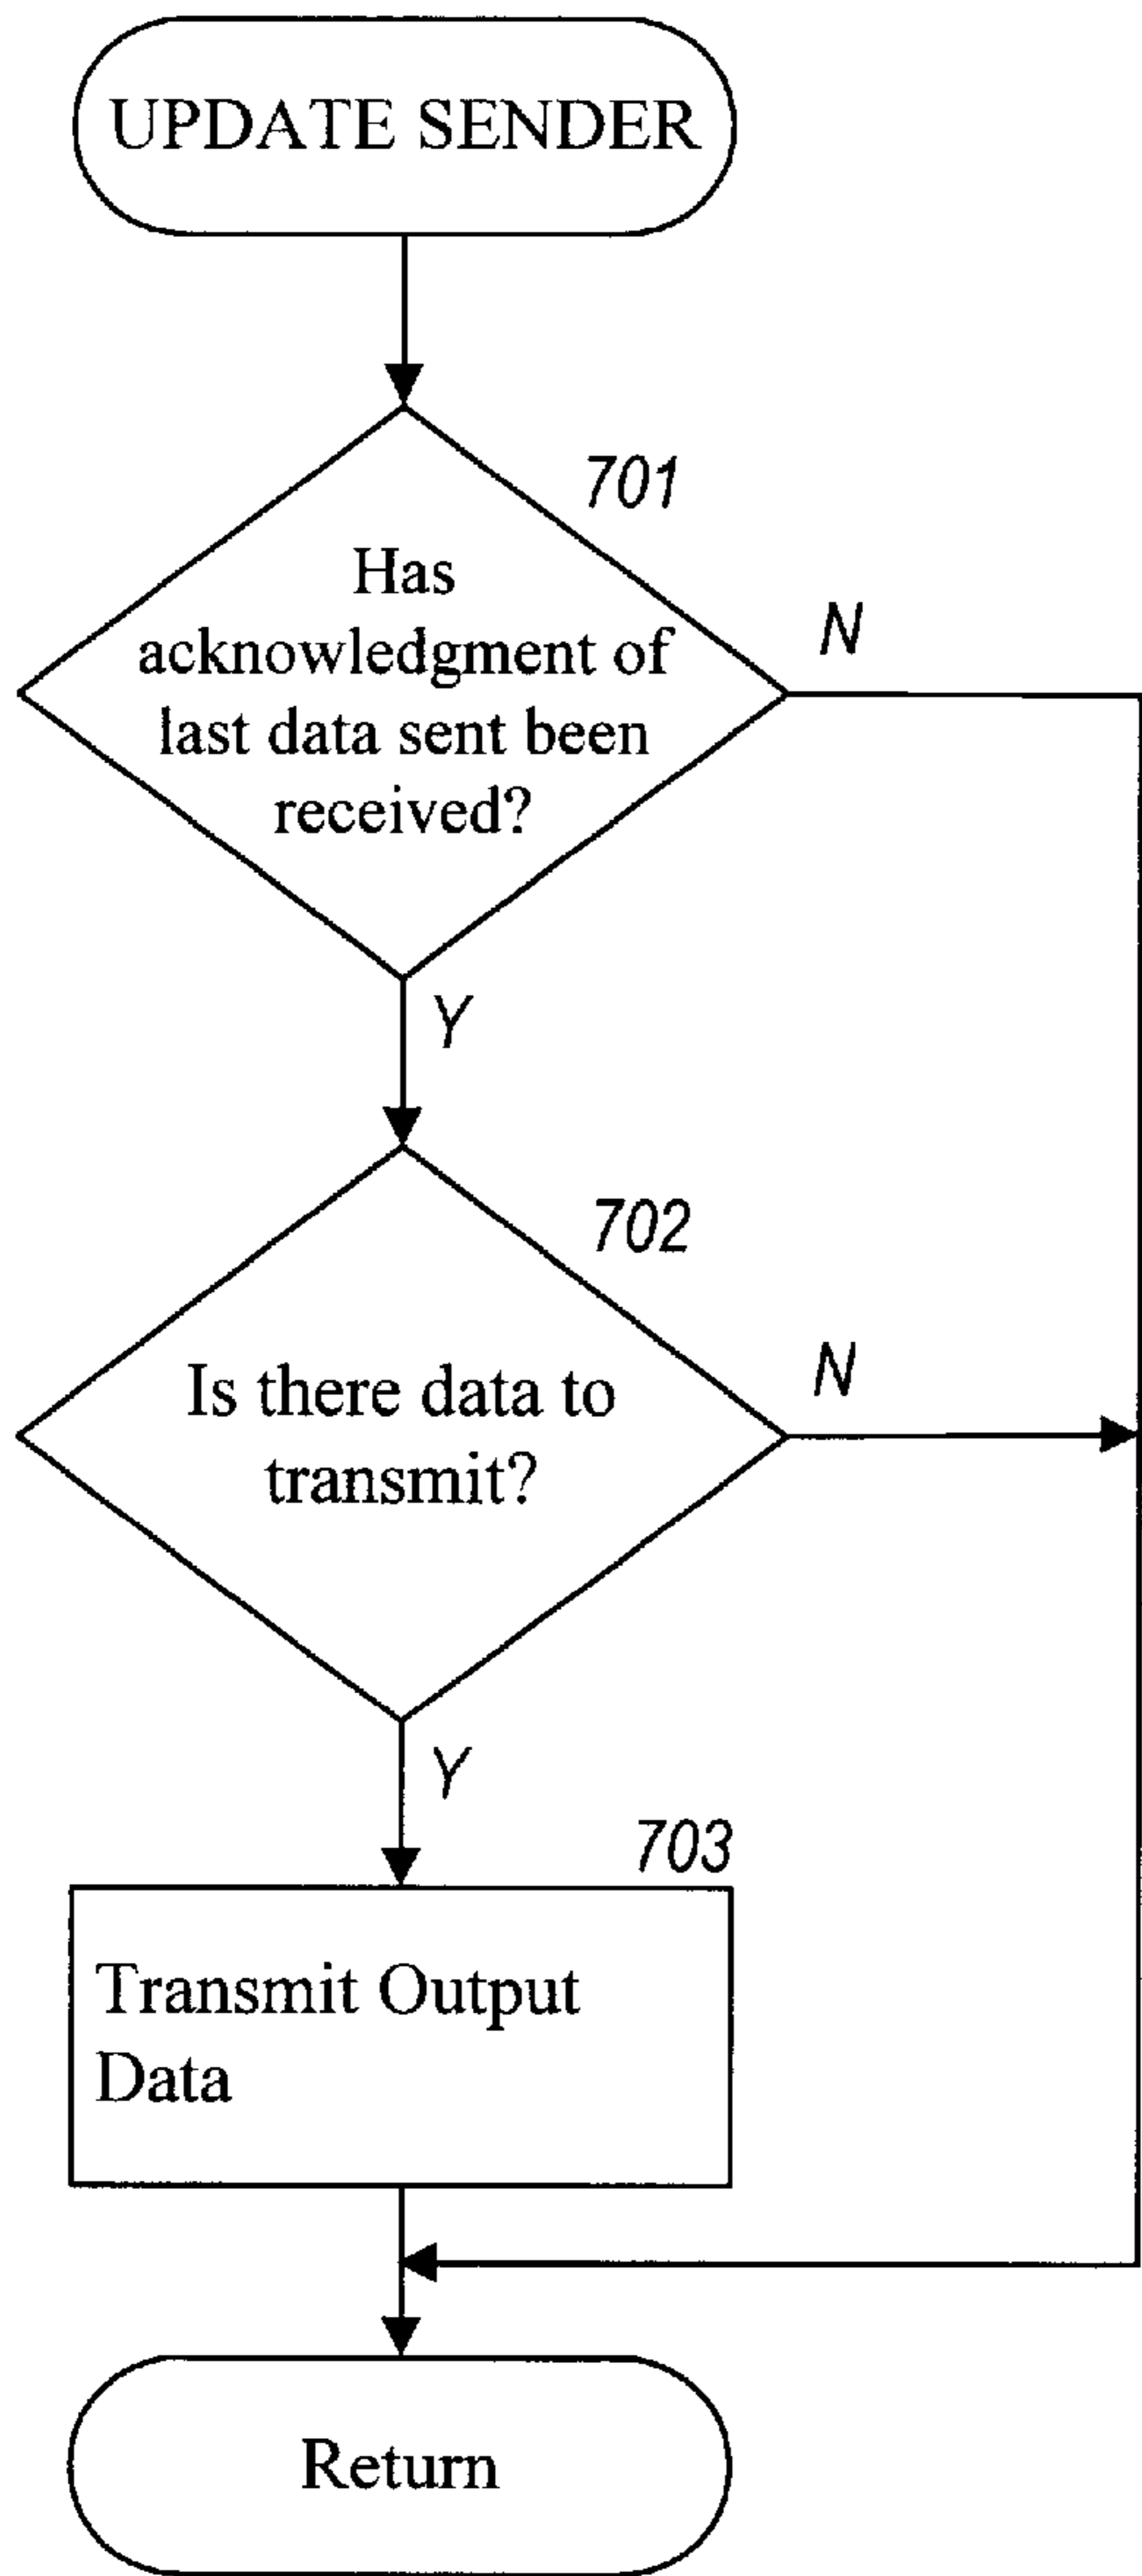 UPDATE SENDER
701
Has
acknowledgment of
last data sent been
received?
N
Y
702
Is there data to
transmit?
N
Y
703
Transmit Output
Data
Return